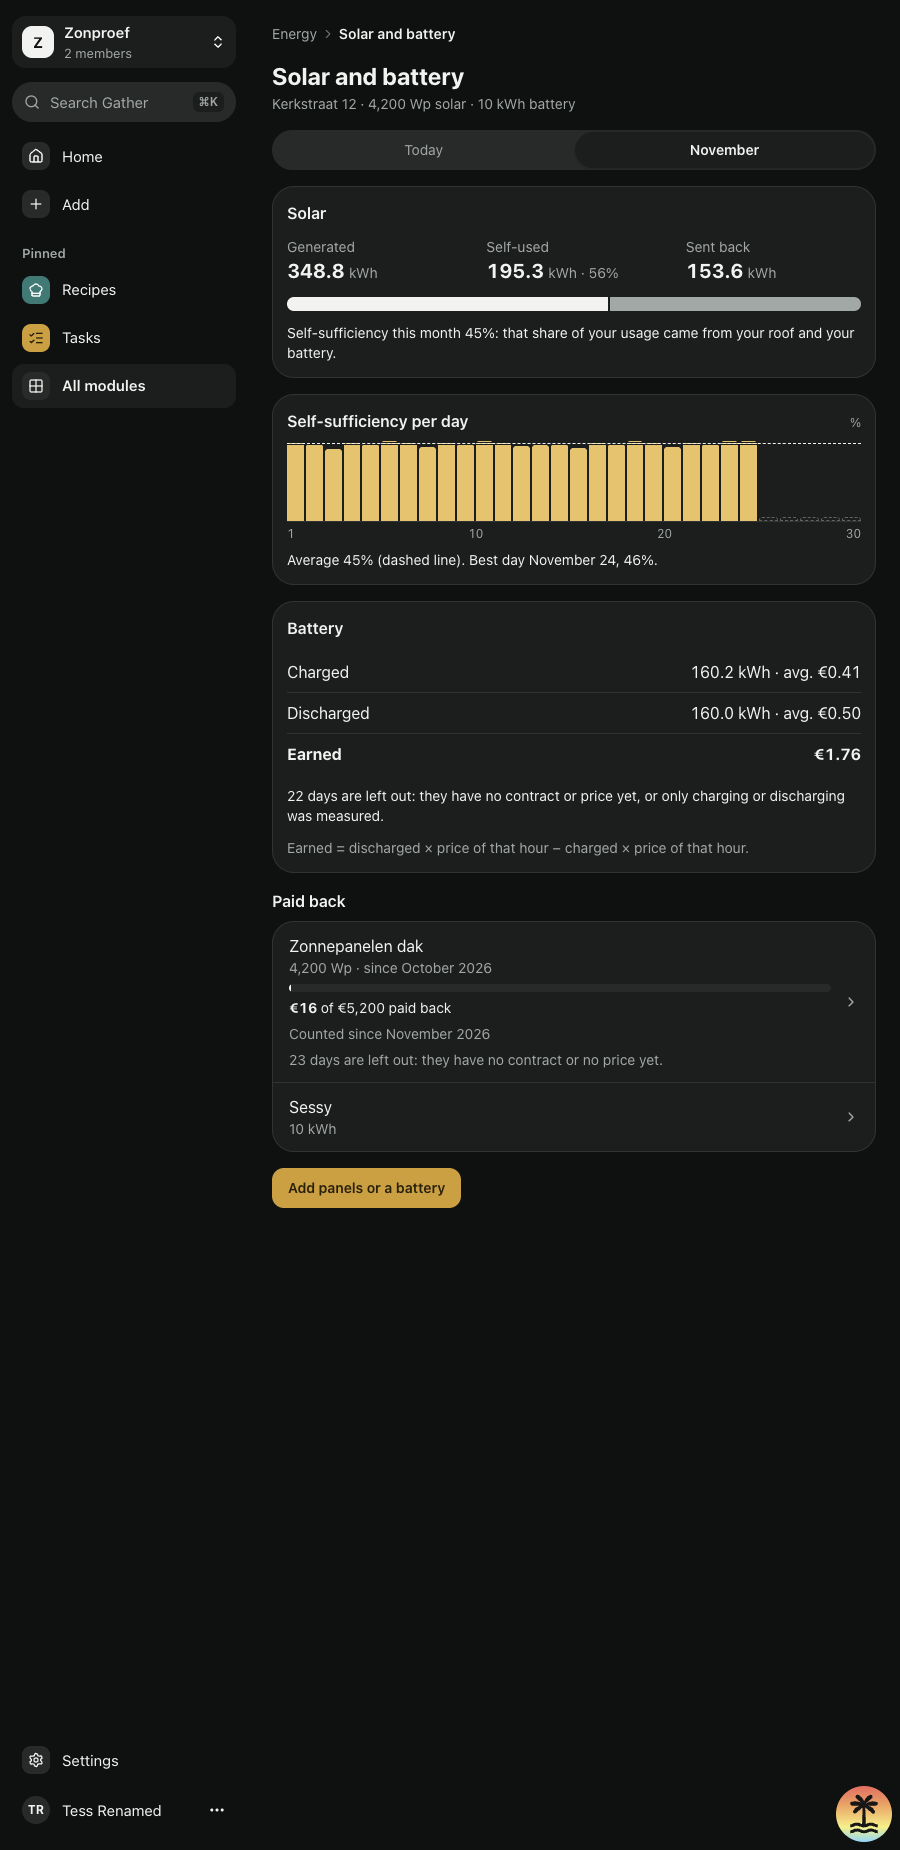 Z
Zonproef
2 members
Search Gather
⌘K
Home
Add
Pinned
Recipes
Tasks
All modules
Energy
Solar and battery
Solar and battery
Kerkstraat 12 · 4,200 Wp solar · 10 kWh battery
Today
November
Solar
Generated
Self-used
Sent back
348.8 kWh
195.3 kWh · 56%
153.6 kWh
Self-sufficiency this month 45%: that share of your usage came from your roof and your
battery.
Self-sufficiency per day
%
1
10
20
30
Average 45% (dashed line). Best day November 24, 46%.
Battery
Charged
160.2 kWh · avg. €0.41
Discharged
160.0 kWh · avg. €0.50
Earned
€1.76
22 days are left out: they have no contract or price yet, or only charging or discharging
was measured.
Earned = discharged × price of that hour − charged × price of that hour.
Paid back
Zonnepanelen dak
4,200 Wp · since October 2026
€16 of €5,200 paid back
Counted since November 2026
23 days are left out: they have no contract or no price yet.
Sessy
10 kWh
Add panels or a battery
Settings
TR
Tess Renamed